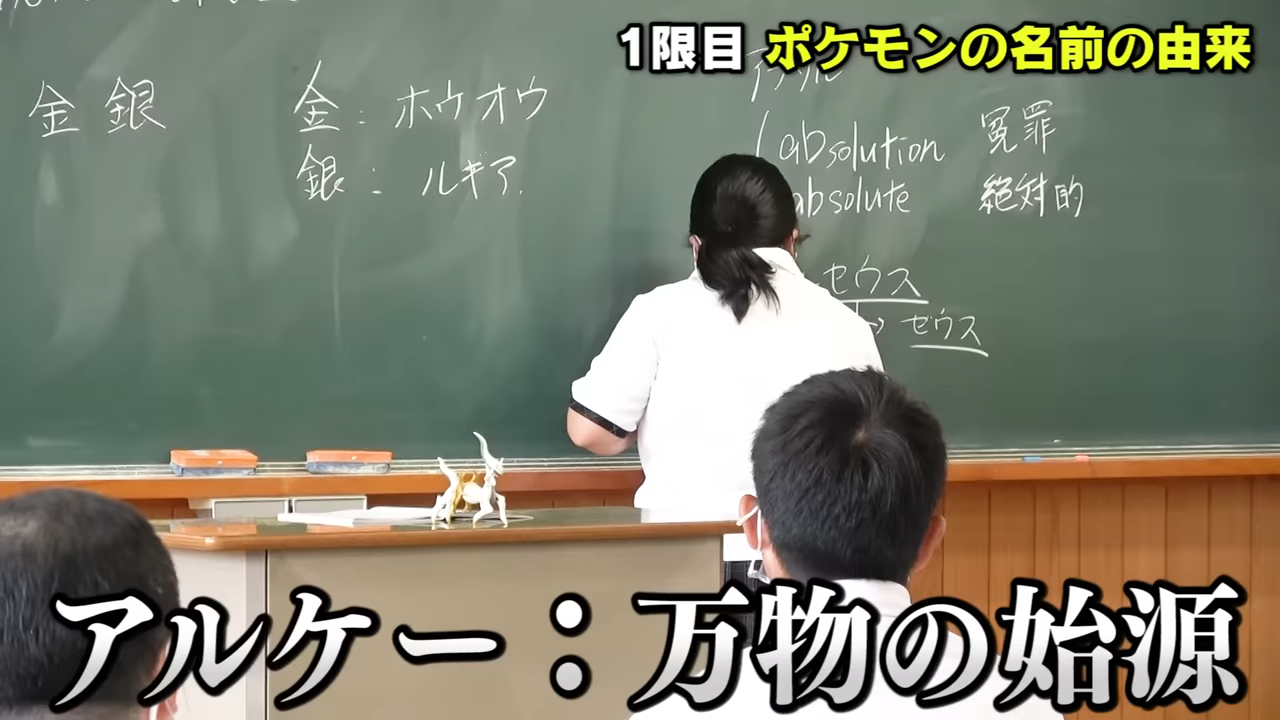 1限目 ポケモンの名前の由来
金 銀
金：ホウオウ
銀：ルギア.
absolution 冤罪
absolute 絶対的
セウス
→ ゼウス
アルケー：万物の始源